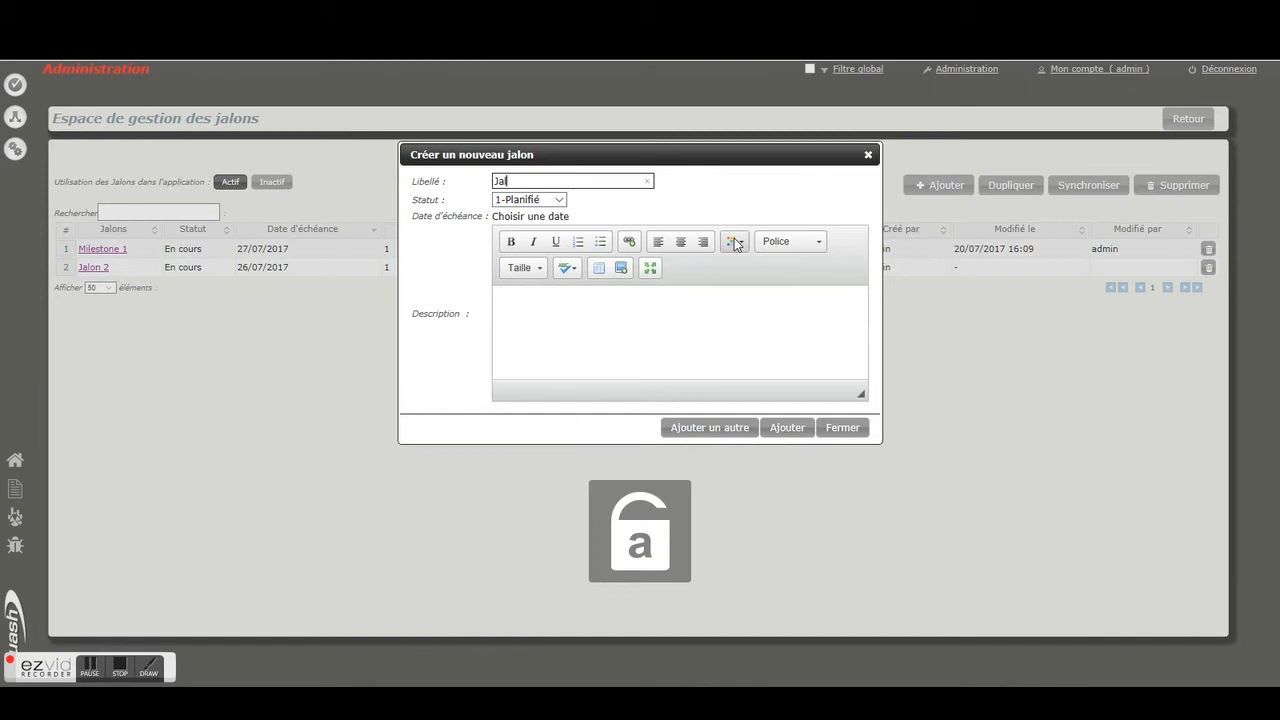 Administration
Filtre global
Administration
Mon compte ( admin )
Déconnexion
Espace de gestion des jalons
Retour
Créer un nouveau jalon
Libellé :
Jal
Statut :
1-Planifié
Date d'échéance :
Choisir une date
Police
Taille
ABC
Description :
Ajouter un autre
Ajouter
Fermer
Utilisation des Jalons dans l'application :
Actif
Inactif
Ajouter
Dupliquer
Synchroniser
Supprimer
Rechercher
:
# Jalons Statut Date d'échéance
Créé par Modifié le Modifié par
1 Milestone 1 En cours 27/07/2017 1
in 20/07/2017 16:09 admin
2 Jalon 2 En cours 26/07/2017 1
in -
Afficher 50 éléments :
1
a
uash
ezvid
RECORDER
PAUSE
STOP
DRAW